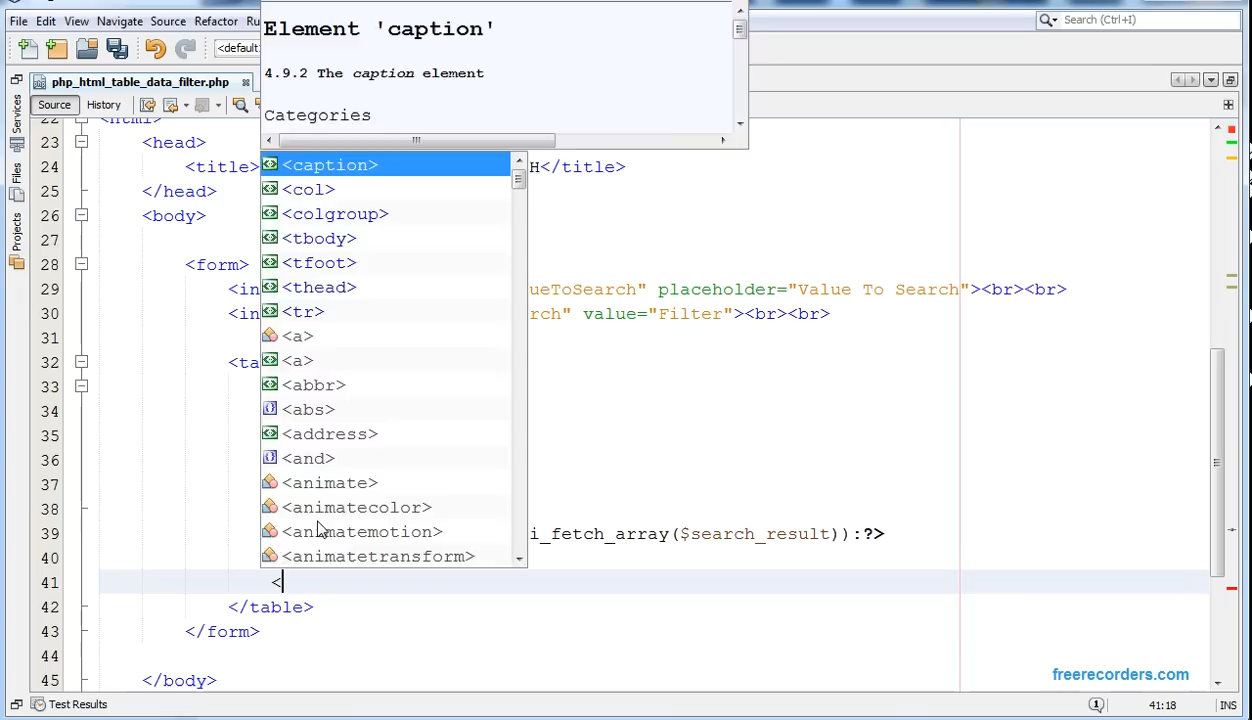 File Edit View Navigate Source Refactor Ru
Search (Ctrl+I)
<default
php_html_table_data_filter.php
Source History
Element 'caption'
4.9.2 The caption element
Categories
<caption>
<col>
<colgroup>
<tbody>
<tfoot>
<thead>
<tr>
<a>
<a>
<abbr>
<abs>
<address>
<and>
<animate>
<animatecolor>
<animatemotion>
<animatetransform>
Services
Files
Projects
22 <html>
23 <head>
24 <title> H</title>
25 </head>
26 <body>
27
28 <form>
29 <in ueToSearch" placeholder="Value To Search"><br><br>
30 <in rch" value="Filter"><br><br>
31
32 <ta
33
34
35
36
37
38
39 i_fetch_array($search_result)):?>
40
41 <
42 </table>
43 </form>
44
45 </body>
freerecorders.com
Test Results
1
41:18
INS